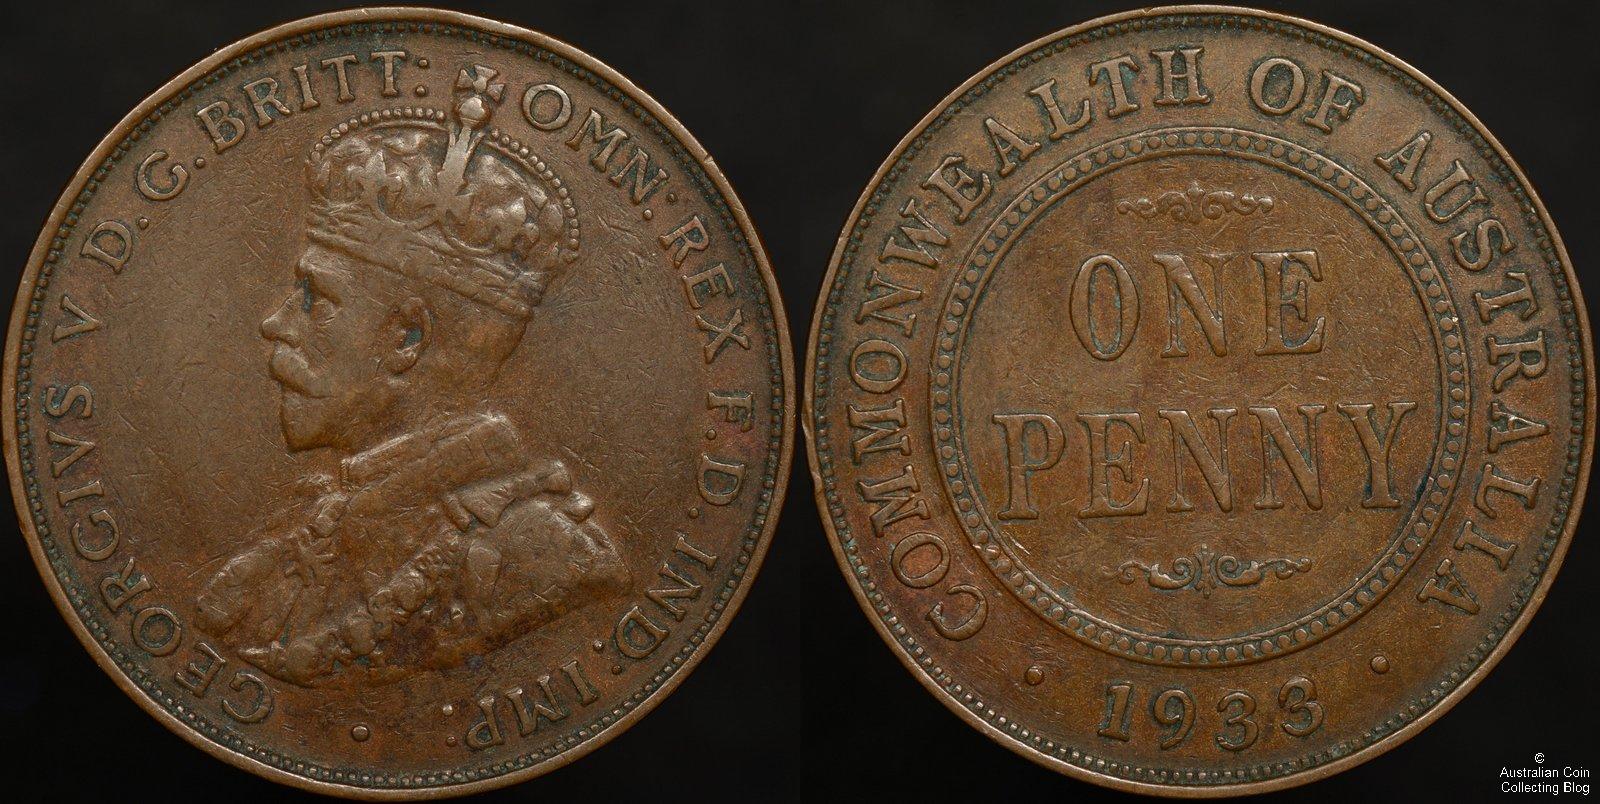 GEORGIVS V D.G.BRITT: OMN:REX F.D.IND:IMP:
COMMONWEALTH OF AUSTRALIA
ONE
PENNY
· 1933 ·
©
Australian Coin
Collecting Blog